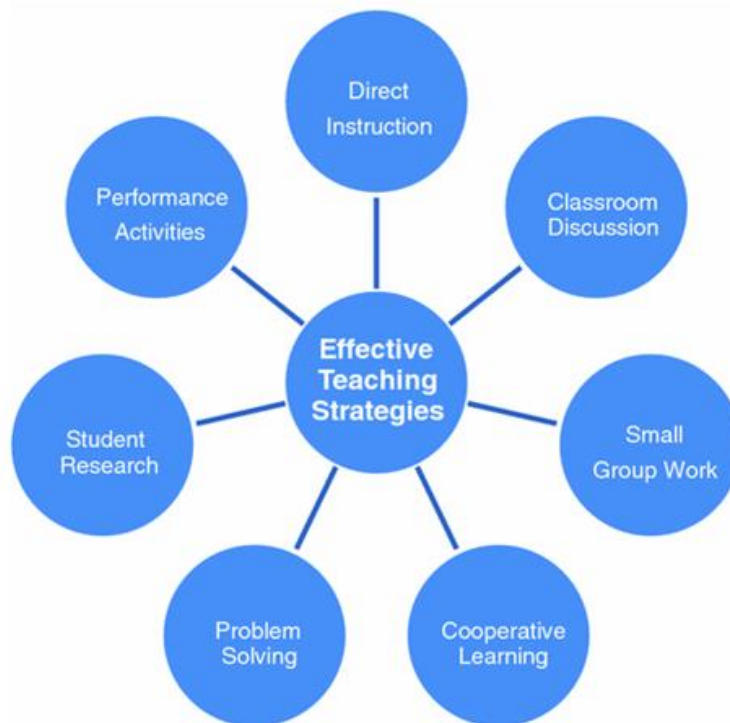 Direct
Instruction
Classroom
Discussion
Small
Group Work
Cooperative
Learning
Problem
Solving
Student
Research
Performance
Activities
Effective
Teaching
Strategies